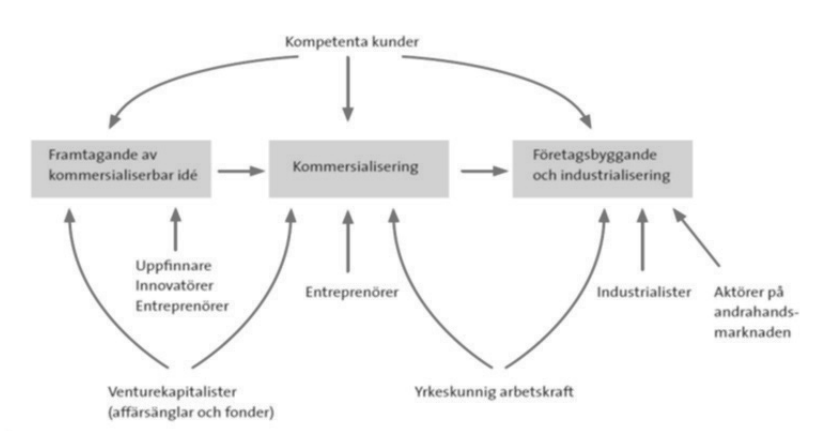 Kompetenta kunder
Framtagande av
kommersialiserbar idé
Kommersialisering
Företagsbyggande
och industrialisering
Uppfinnare
Innovatörer
Entreprenörer
Entreprenörer
Industrialister
Aktörer på
andrahands-
marknaden
Venturekapitalister
(affärsänglar och fonder)
Yrkeskunnig arbetskraft